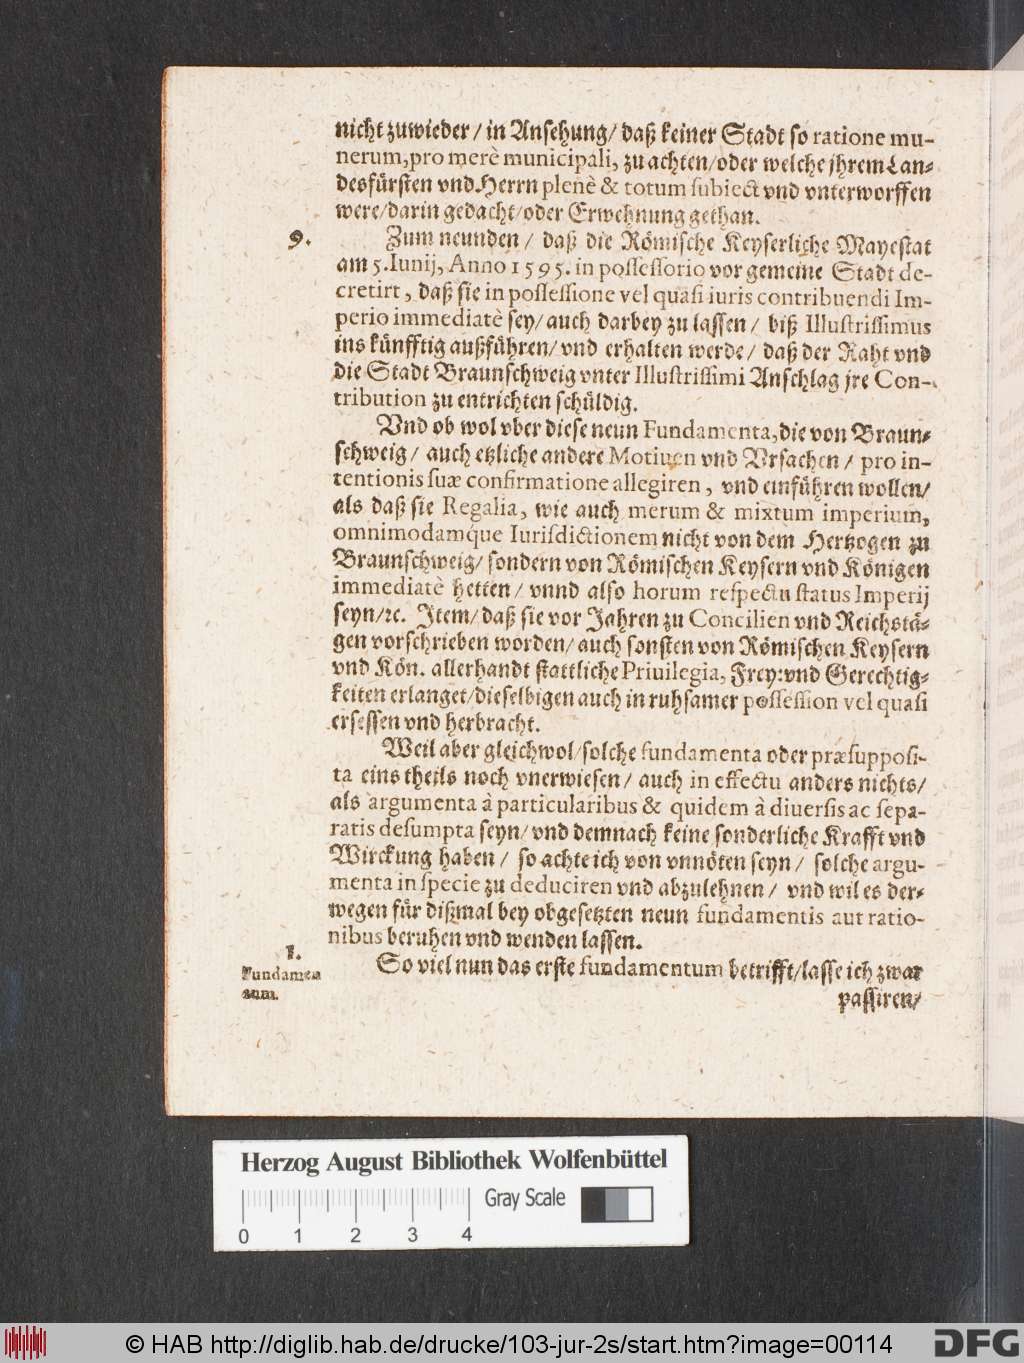 nicht zuwieder / in Ansehung / daß keiner Stadt so ratione mu-
nerum, pro merè municipali, zu achten / oder welche jhrem Lan-
desfürsten vnd Herrn plenè & totum subiect vnd vnterworffen
were / darin gedacht / oder Erwehnung gethan.
9. Zum neunden / daß die Römische Keyserliche Mayestat
am 5. Iunij, Anno 1595. in possessorio vor gemeine Stadt de-
cretirt, daß sie in possessione vel quasi iuris contribuendi Im-
perio immediatè sey / auch darbey zu lassen / biß Illustrissimus
ins künfftig außführen / vnd erhalten werde / daß der Raht vnd
die Stadt Braunschweig vnter Illustrissimi Anschlag jre Con-
tribution zu entrichten schüldig.
Vnd ob wol vber diese neun Fundamenta, die von Braun-
schweig / auch etzliche andere Motiuen vnd Vrsachen / pro in-
tentionis suæ confirmatione allegiren, vnd einführen wollen /
als daß sie Regalia, wie auch merum & mixtum imperium,
omnimodamque Iurisdictionem nicht von dem Hertzogen zu
Braunschweig / sondern von Römischen Keysern vnd Königen
immediatè hetten / vnnd also horum respectu status Imperij
seyn / ꝛc. Item / daß sie vor Jahren zu Concilien vnd Reichstä-
gen vorschrieben worden / auch sonsten von Römischen Keysern
vnd Kön. allerhandt stattliche Priuilegia, Frey: vnd Gerechtig-
keiten erlanget / dieselbigen auch in ruhsamer possession vel quasi
ersessen vnd herbracht.
Weil aber gleichwol / solche fundamenta oder præsupposi-
ta eins theils noch vnerwiesen / auch in effectu anders nichts /
als argumenta à particularibus & quidem à diuersis ac sepa-
ratis desumpta seyn / vnd demnach keine sonderliche Krafft vnd
Wirckung haben / so achte ich von vnnöten seyn / solche argu-
menta in specie zu deduciren vnd abzulehnen / vnd wil es der-
wegen für dißmal bey obgesetzten neun fundamentis aut ratio-
nibus beruhen vnd wenden lassen.
1.
Fundamen
tum.
So viel nun das erste fundamentum betrifft / lasse ich zwar
passiren /
Herzog August Bibliothek Wolfenbüttel
Gray Scale
0 1 2 3 4
© HAB http://diglib.hab.de/drucke/103-jur-2s/start.htm?image=00114
DFG